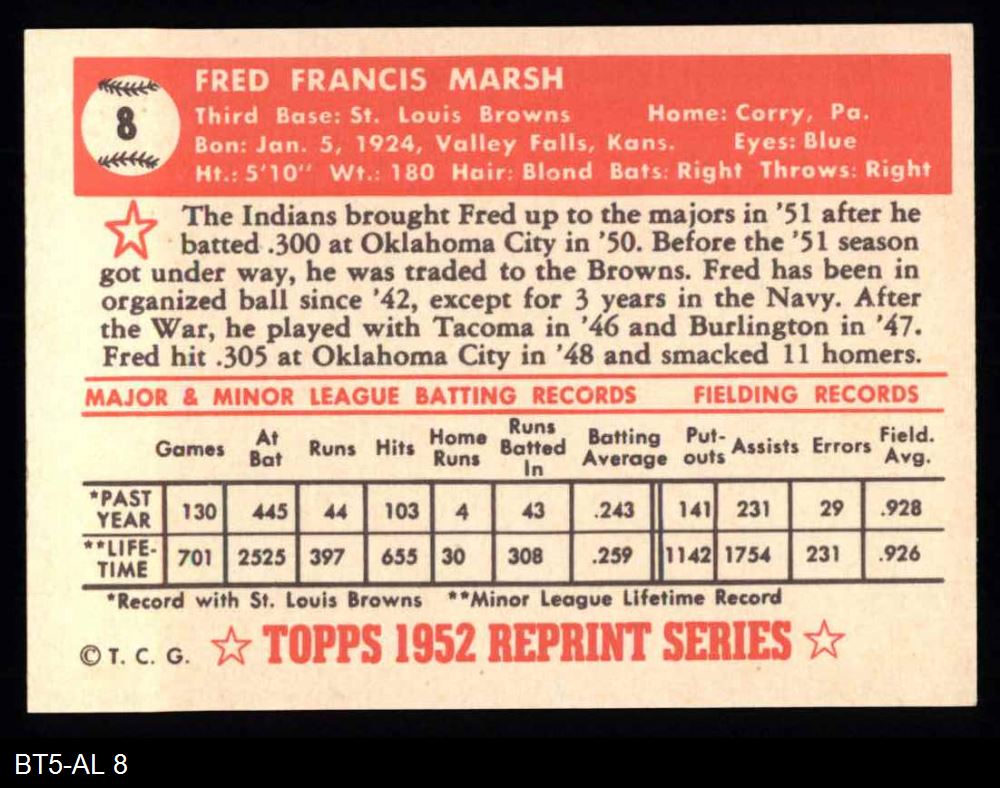 8
FRED FRANCIS MARSH
Third Base: St. Louis Browns Home: Corry, Pa.
Bon: Jan. 5, 1924, Valley Falls, Kans. Eyes: Blue
Ht.: 5'10" Wt.: 180 Hair: Blond Bats: Right Throws: Right
The Indians brought Fred up to the majors in '51 after he
batted .300 at Oklahoma City in '50. Before the '51 season
got under way, he was traded to the Browns. Fred has been in
organized ball since '42, except for 3 years in the Navy. After
the War, he played with Tacoma in '46 and Burlington in '47.
Fred hit .305 at Oklahoma City in '48 and smacked 11 homers.
MAJOR & MINOR LEAGUE BATTING RECORDS FIELDING RECORDS
Games At Bat Runs Hits Home Runs Runs Batted In Batting Average Put-outs Assists Errors Field. Avg.
*PAST YEAR 130 445 44 103 4 43 .243 141 231 29 .928
**LIFE-TIME 701 2525 397 655 30 308 .259 1142 1754 231 .926
*Record with St. Louis Browns **Minor League Lifetime Record
© T. C. G. TOPPS 1952 REPRINT SERIES
BT5-AL 8